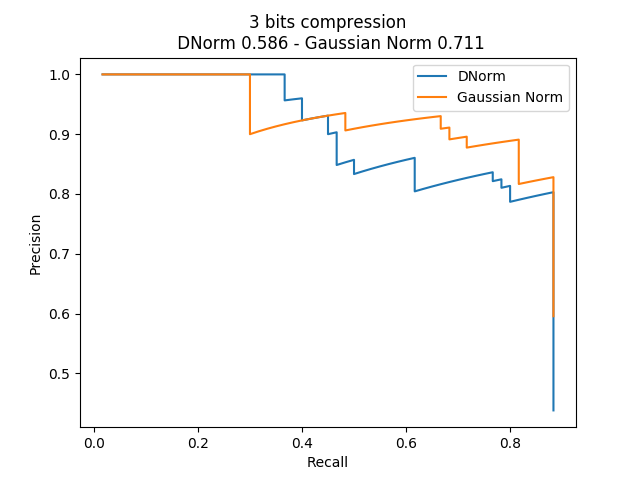 3 bits compression
DNorm 0.586 - Gaussian Norm 0.711
DNorm
Gaussian Norm
1.0
0.9
0.8
0.7
0.6
0.5
Precision
0.0 0.2 0.4 0.6 0.8
Recall